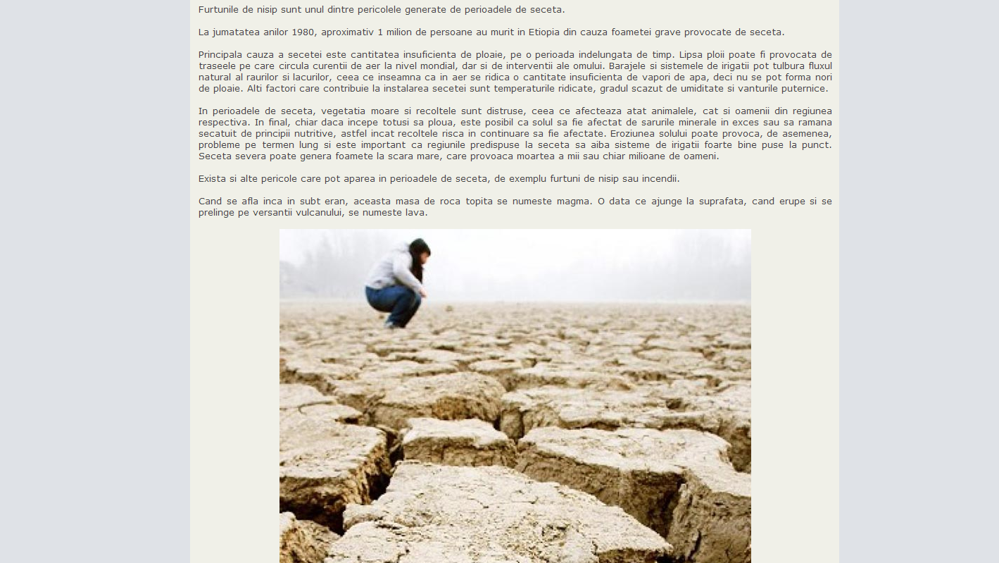 Furtunile de nisip sunt unul dintre pericolele generate de perioadele de seceta.
La jumatatea anilor 1980, aproximativ 1 milion de persoane au murit in Etiopia din cauza foametei grave provocate de seceta.
Principala cauza a secetei este cantitatea insuficienta de ploaie, pe o perioada indelungata de timp. Lipsa ploii poate fi provocata de
traseele pe care circula curentii de aer la nivel mondial, dar si de interventii ale omului. Barajele si sistemele de irigatii pot tulbura fluxul
natural al raurilor si lacurilor, ceea ce inseamna ca in aer se ridica o cantitate insuficienta de vapori de apa, deci nu se pot forma nori
de ploaie. Alti factori care contribuie la instalarea secetei sunt temperaturile ridicate, gradul scazut de umiditate si vanturile puternice.
In perioadele de seceta, vegetatia moare si recoltele sunt distruse, ceea ce afecteaza atat animalele, cat si oamenii din regiunea
respectiva. In final, chiar daca incepe totusi sa ploua, este posibil ca solul sa fie afectat de sarurile minerale in exces sau sa ramana
secatuit de principii nutritive, astfel incat recoltele risca in continuare sa fie afectate. Eroziunea solului poate provoca, de asemenea,
probleme pe termen lung si este important ca regiunile predispuse la seceta sa aiba sisteme de irigatii foarte bine puse la punct.
Seceta severa poate genera foamete la scara mare, care provoaca moartea a mii sau chiar milioane de oameni.
Exista si alte pericole care pot aparea in perioadele de seceta, de exemplu furtuni de nisip sau incendii.
Cand se afla inca in subt eran, aceasta masa de roca topita se numeste magma. O data ce ajunge la suprafata, cand erupe si se
prelinge pe versantii vulcanului, se numeste lava.